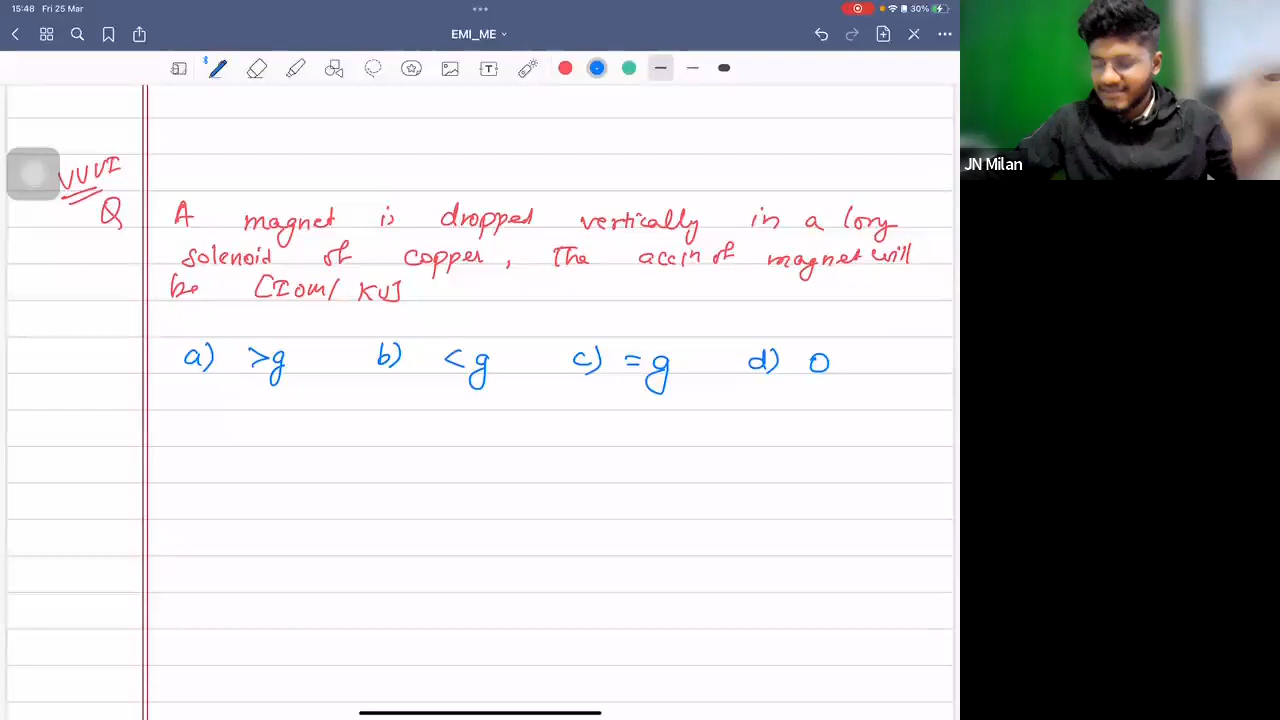 15:48 Fri 25 Mar
30%
EMI_ME
JN Milan
VVVI
Q
A magnet is dropped vertically in a long
solenoid of copper, The accn of magnet will
be [IOM/ KU]
a) >g b) <g c) =g d) 0